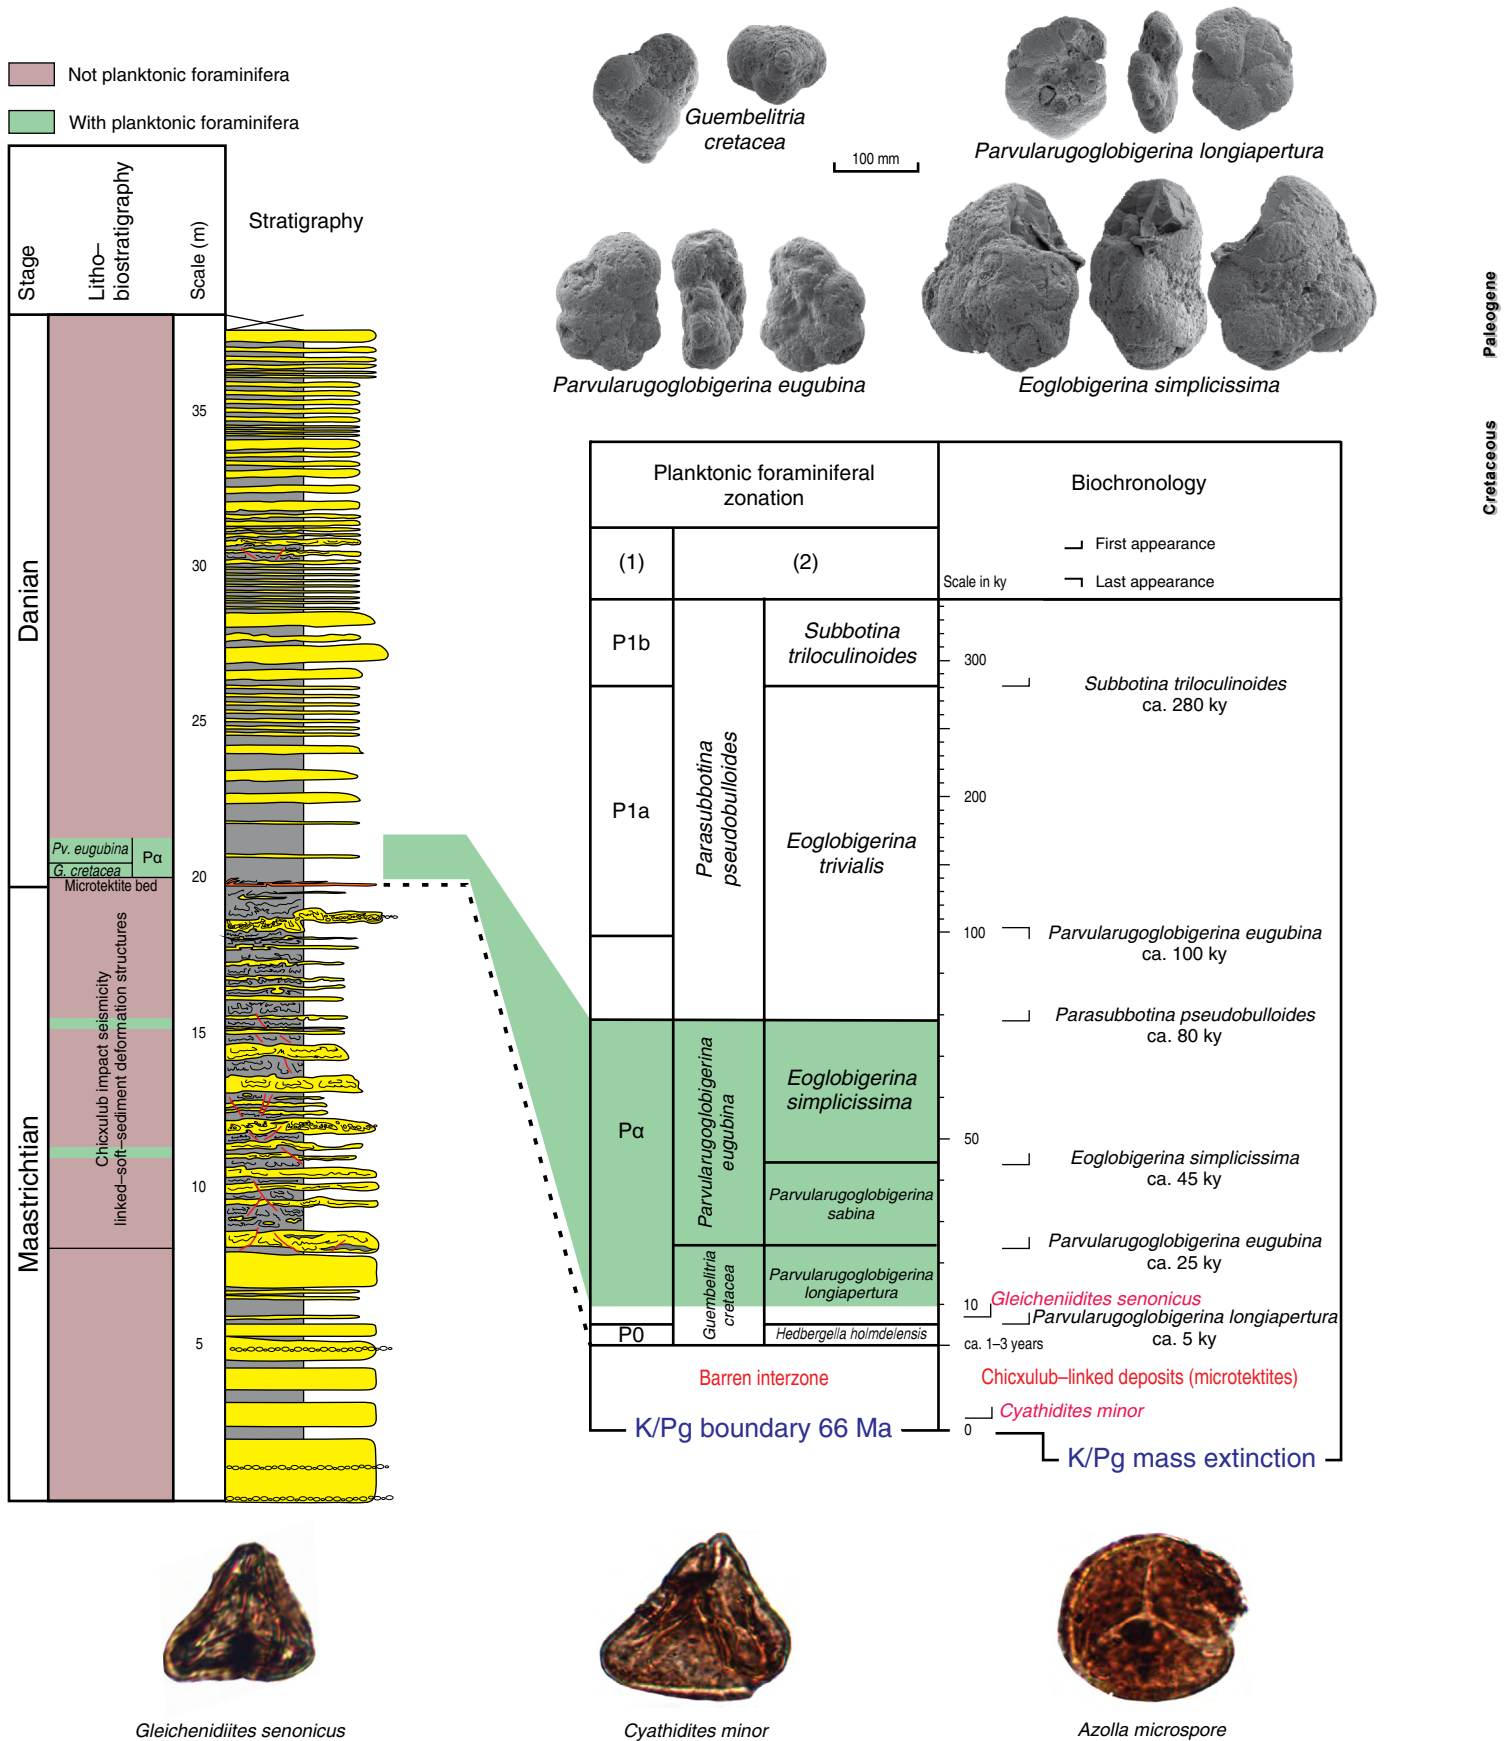 Not planktonic foraminifera
With planktonic foraminifera
Stage
Litho–
biostratigraphy
Scale (m)
Stratigraphy
Danian
Maastrichtian
Pv. eugubina
G. cretacea
Pα
Microtektite bed
Chicxulub impact seismicity
linked–soft–sediment deformation structures
35
30
25
20
15
10
5
Guembelitria
cretacea
100 mm
Parvularugoglobigerina longiapertura
Parvularugoglobigerina eugubina
Eoglobigerina simplicissima
Paleogene
Cretaceous
Planktonic foraminiferal
zonation
Biochronology
(1)
(2)
First appearance
Last appearance
Scale in ky
P1b
P1a
Pα
P0
Parasubbotina
pseudobulloides
Parvularugoglobigerina
eugubina
Guembelitria
cretacea
Subbotina
triloculinoides
Eoglobigerina
trivialis
Eoglobigerina
simplicissima
Parvularugoglobigerina
sabina
Parvularugoglobigerina
longiapertura
Hedbergella holmdelensis
300
200
100
50
10
ca. 1–3 years
0
Subbotina triloculinoides
ca. 280 ky
Parvularugoglobigerina eugubina
ca. 100 ky
Parasubbotina pseudobulloides
ca. 80 ky
Eoglobigerina simplicissima
ca. 45 ky
Parvularugoglobigerina eugubina
ca. 25 ky
Gleicheniidites senonicus
Parvularugoglobigerina longiapertura
ca. 5 ky
Barren interzone
Chicxulub–linked deposits (microtektites)
Cyathidites minor
K/Pg boundary 66 Ma
K/Pg mass extinction
Gleichenidiites senonicus
Cyathidites minor
Azolla microspore